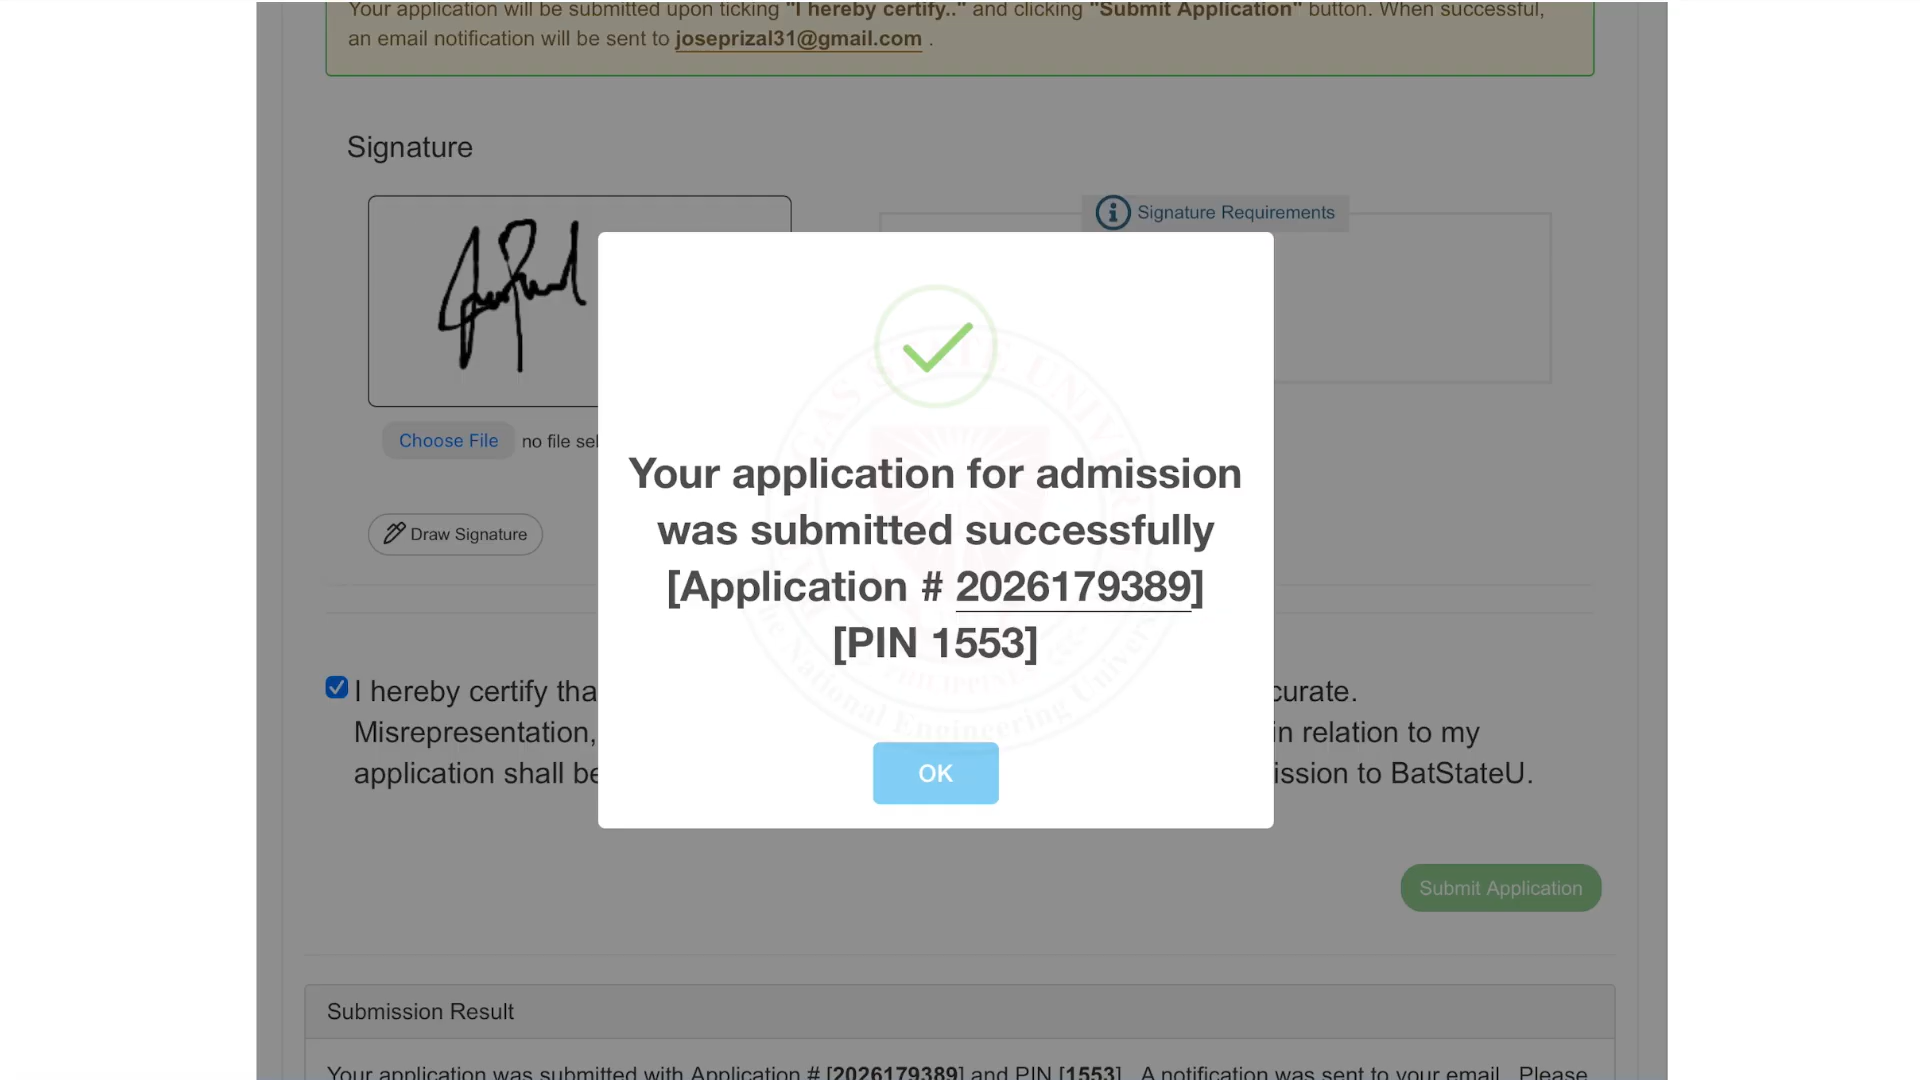 Your application will be submitted upon ticking "I hereby certify.." and clicking "Submit Application" button. When successful,
an email notification will be sent to joseprizal31@gmail.com .
Signature
Signature Requirements
Choose File no file sel
Draw Signature
Your application for admission
was submitted successfully
[Application # 2026179389]
[PIN 1553]
OK
I hereby certify tha
curate.
Misrepresentation,
in relation to my
application shall be
ission to BatStateU.
Submit Application
Submission Result
Your application was submitted with Application # [2026179389] and PIN [1553]. A notification was sent to your email. Please